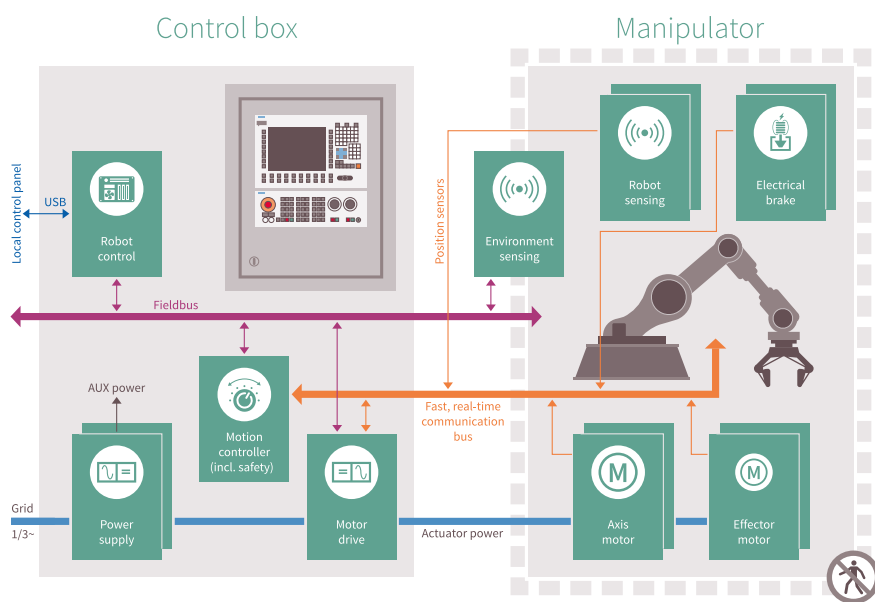 Control box
Manipulator
Local control panel
USB
Robot
control
Position sensors
Environment
sensing
Robot
sensing
Electrical
brake
Fieldbus
AUX power
Motion
controller
(incl. safety)
Fast, real-time
communication
bus
Grid
1/3~
Power
supply
Motor
drive
Actuator power
M
Axis
motor
M
Effector
motor